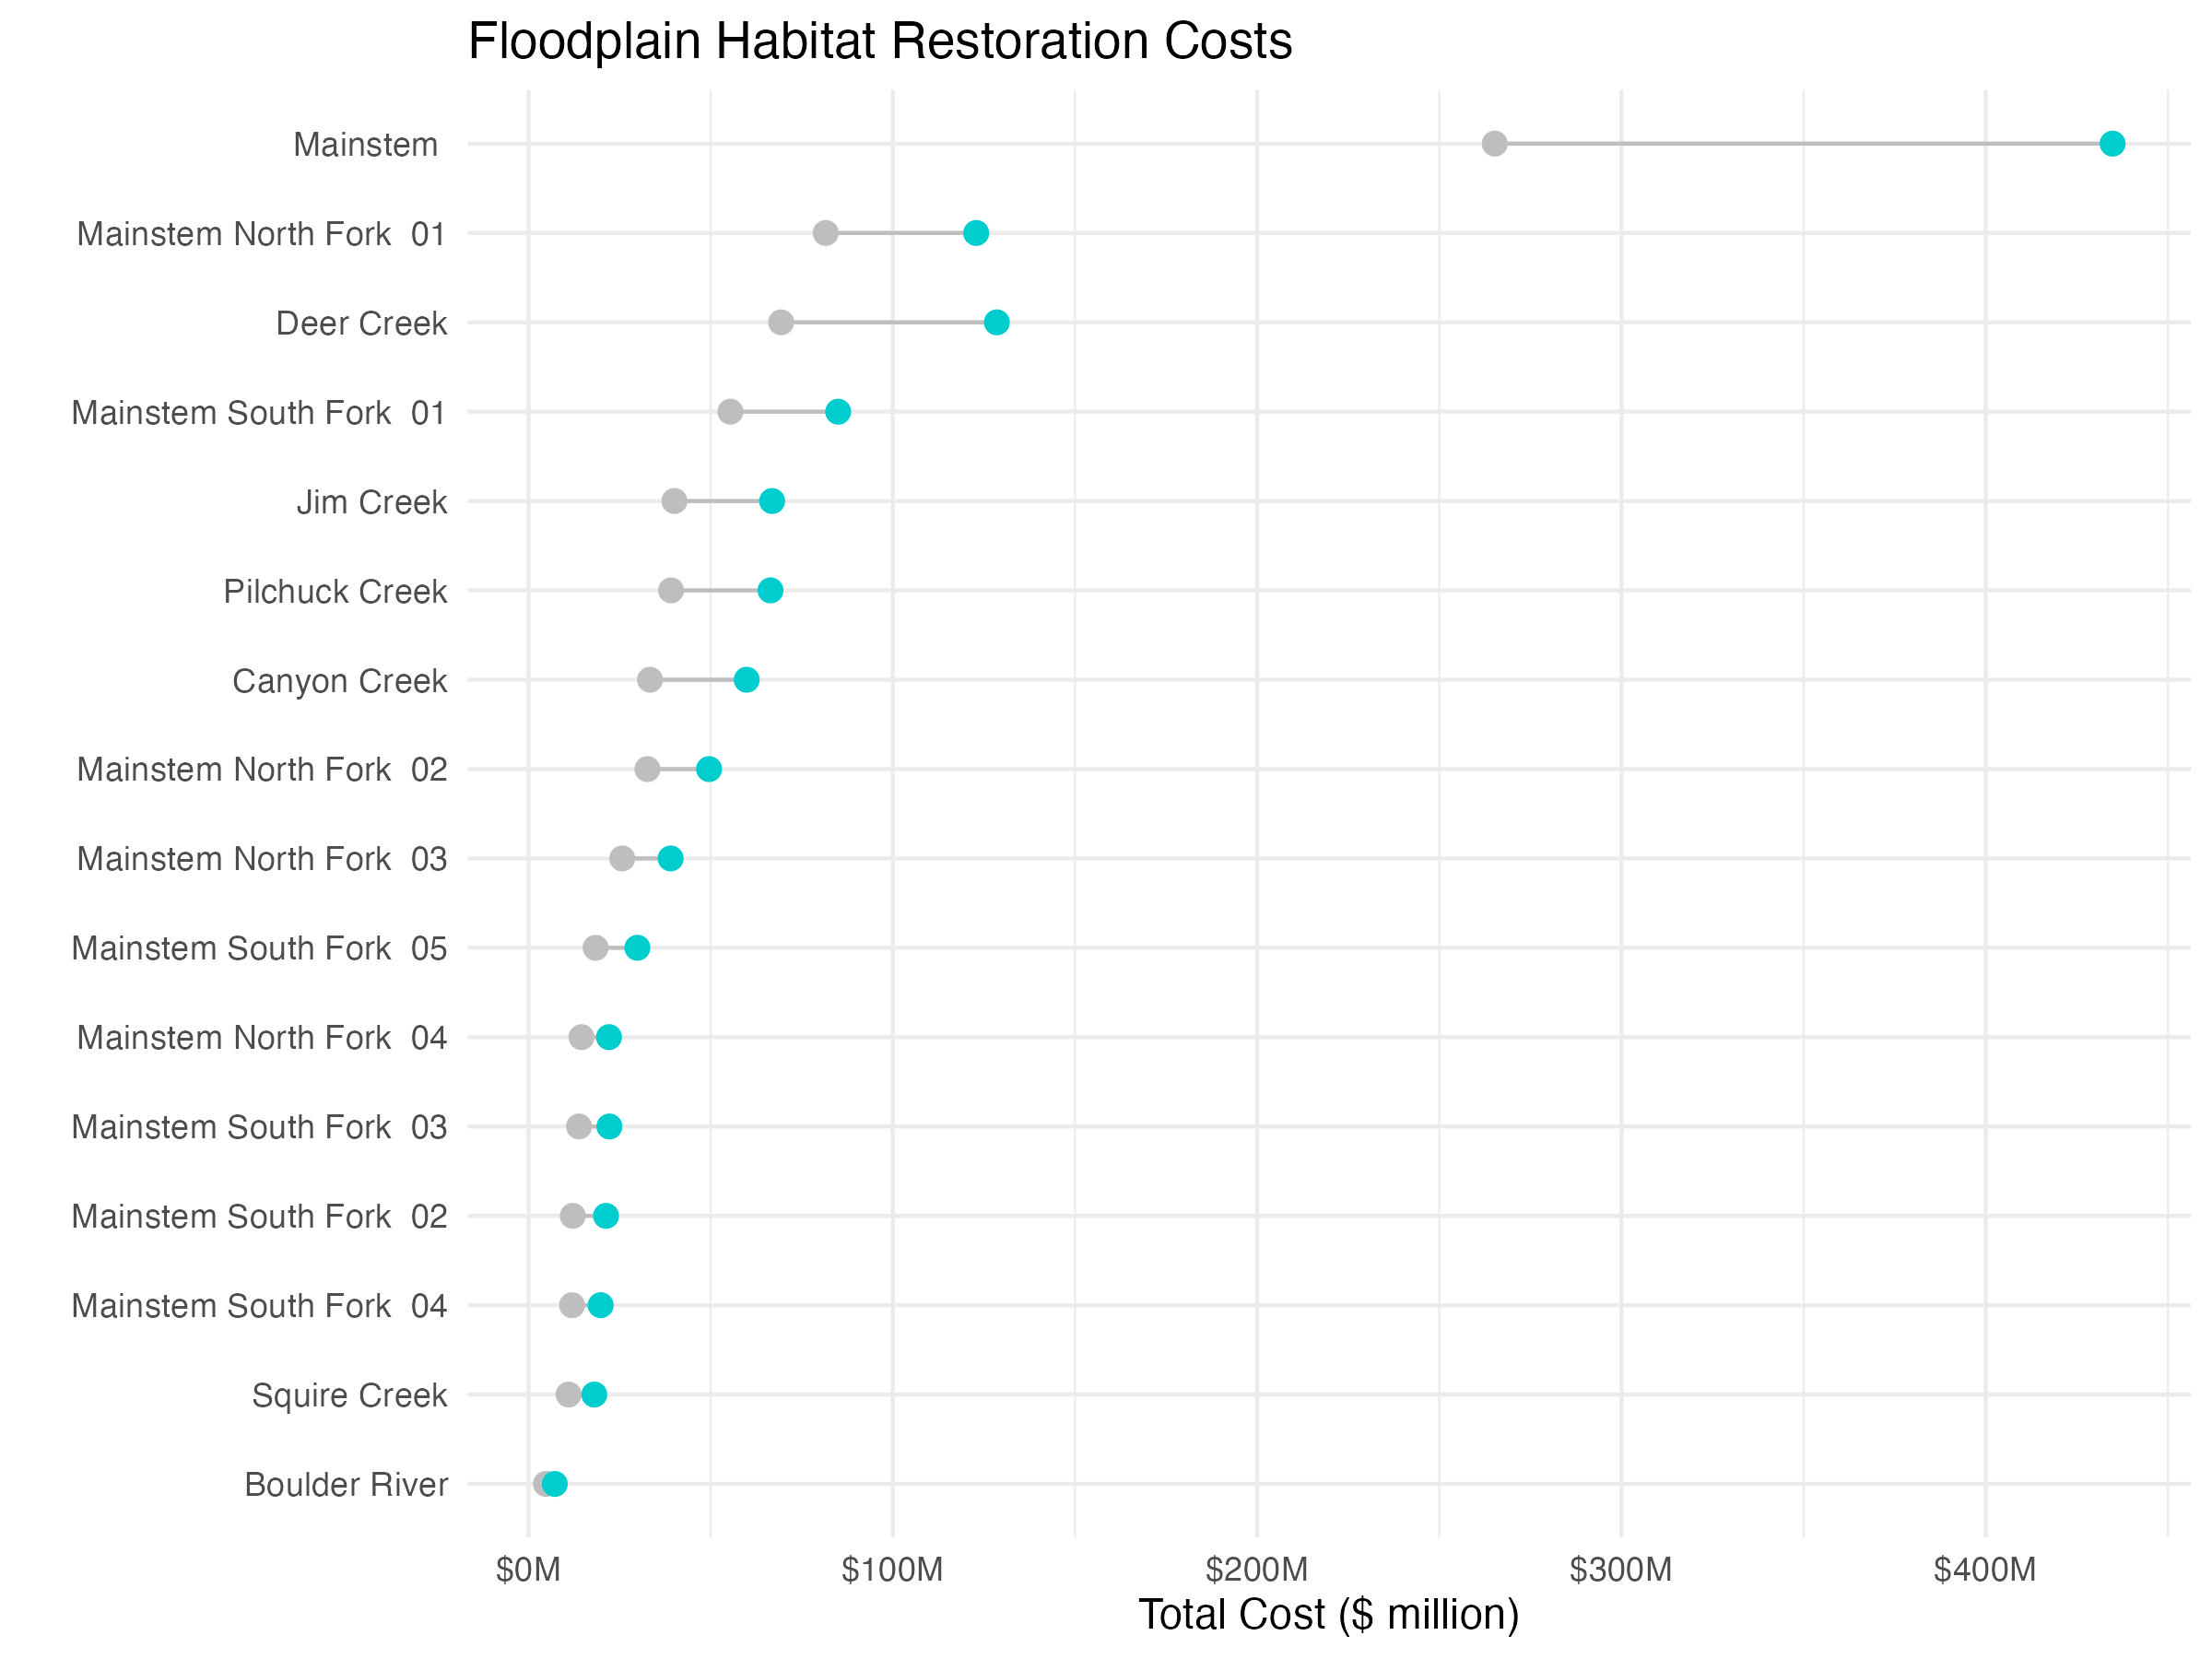 Floodplain Habitat Restoration Costs
Mainstem
Mainstem North Fork  01
Deer Creek
Mainstem South Fork  01
Jim Creek
Pilchuck Creek
Canyon Creek
Mainstem North Fork  02
Mainstem North Fork  03
Mainstem South Fork  05
Mainstem North Fork  04
Mainstem South Fork  03
Mainstem South Fork  02
Mainstem South Fork  04
Squire Creek
Boulder River
$0M $100M $200M $300M $400M
Total Cost ($ million)